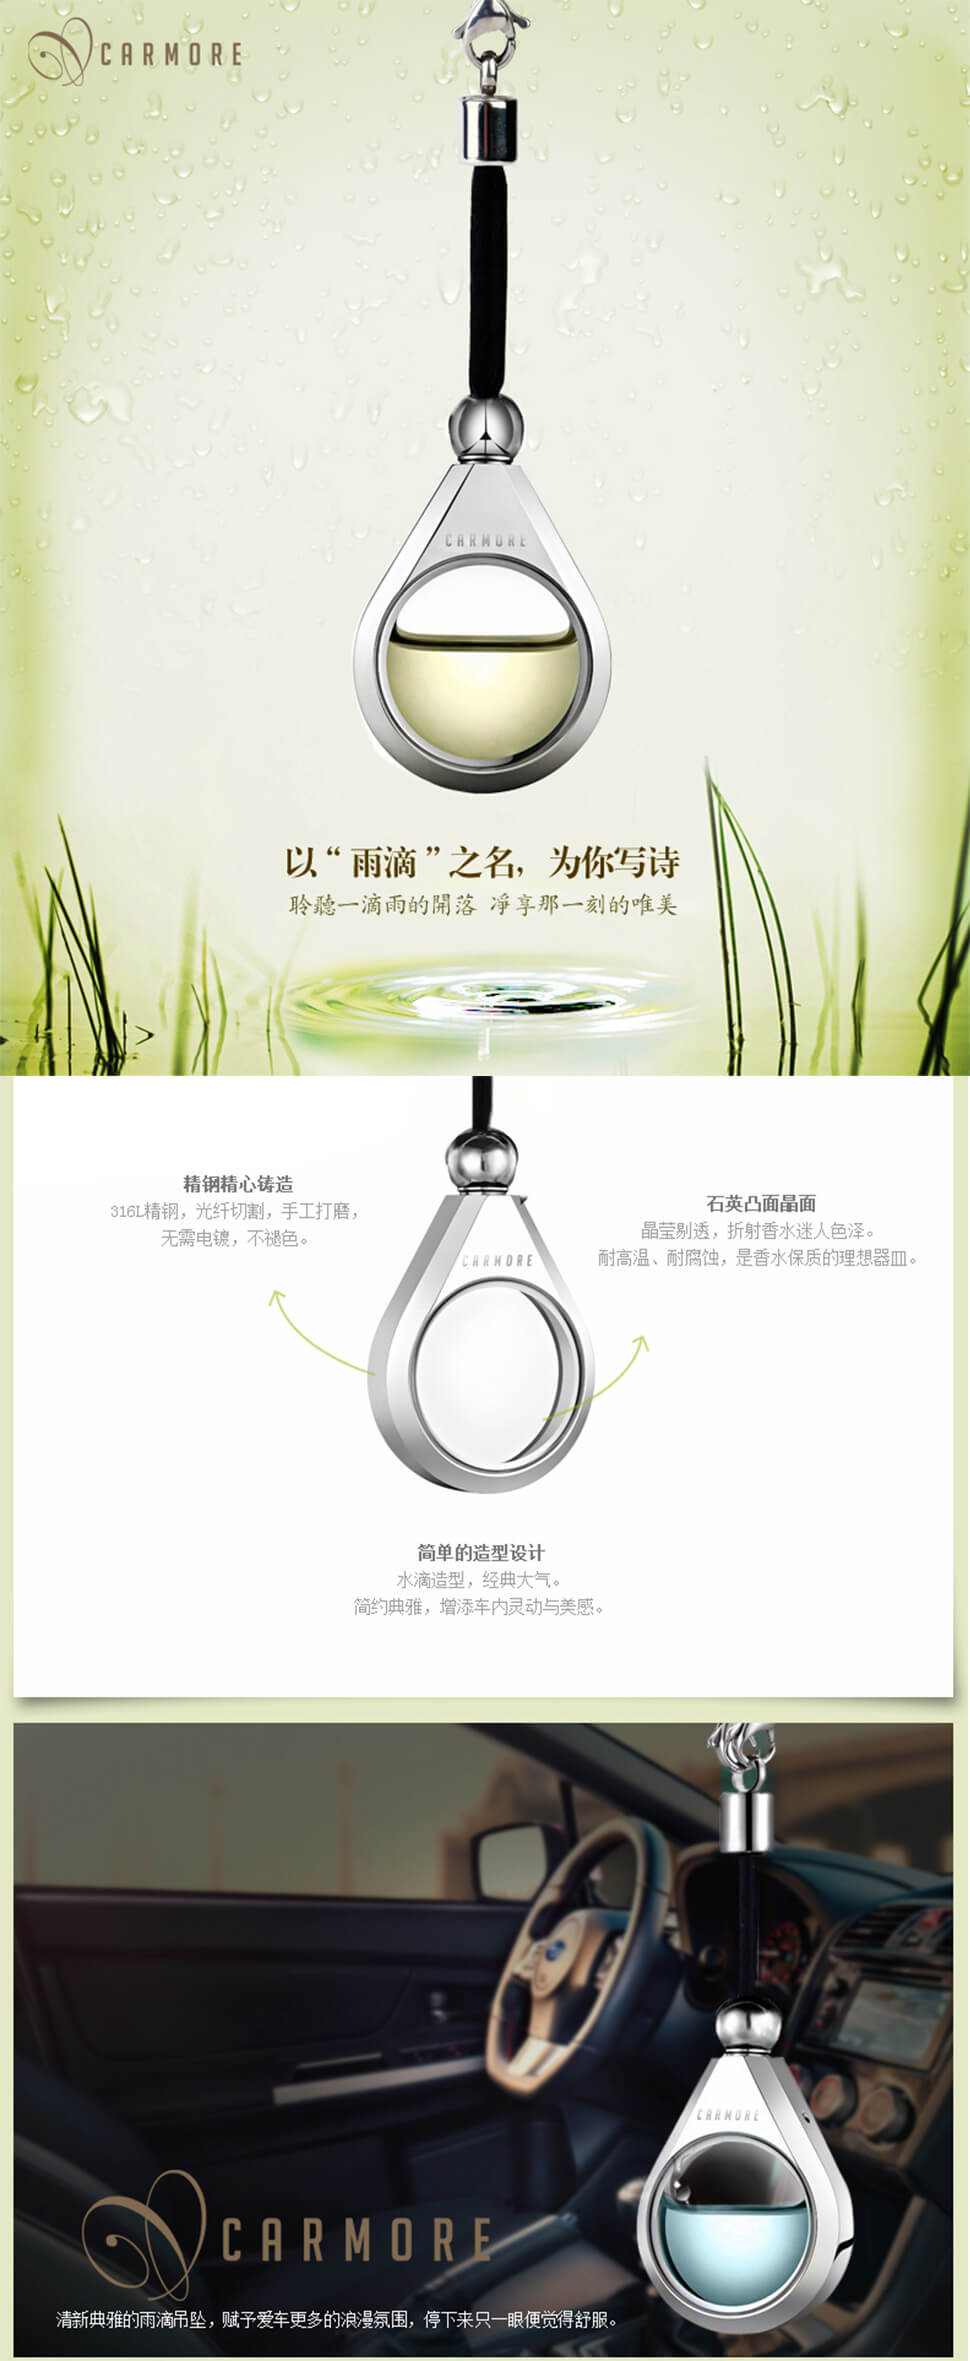 CARMORE
CARMORE
以“雨滴”之名，为你写诗
聆聽一滴雨的開落 凈享那一刻的唯美
精钢精心铸造
316L精钢，光纤切割，手工打磨，
无需电镀，不褪色。
石英凸面晶面
晶莹剔透，折射香水迷人色泽。
耐高温、耐腐蚀，是香水保质的理想器皿。
CARMORE
简单的造型设计
水滴造型，经典大气。
简约典雅，增添车内灵动与美感。
CARMORE
CARMORE
清新典雅的雨滴吊坠，赋予爱车更多的浪漫氛围，停下来只一眼便觉得舒服。